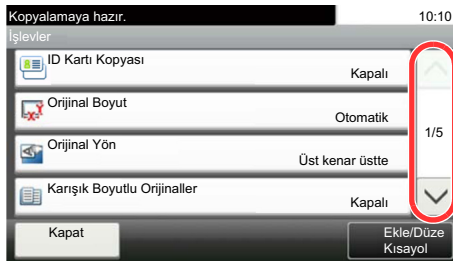 Kopyalamaya hazır. 10:10
İşlevler
ID Kartı Kopyası
Kapalı
Orijinal Boyut
Otomatik
1/5
Orijinal Yön
Üst kenar üstte
Karışık Boyutlu Orijinaller
Kapalı
Kapat
Ekle/Düze
Kısayol